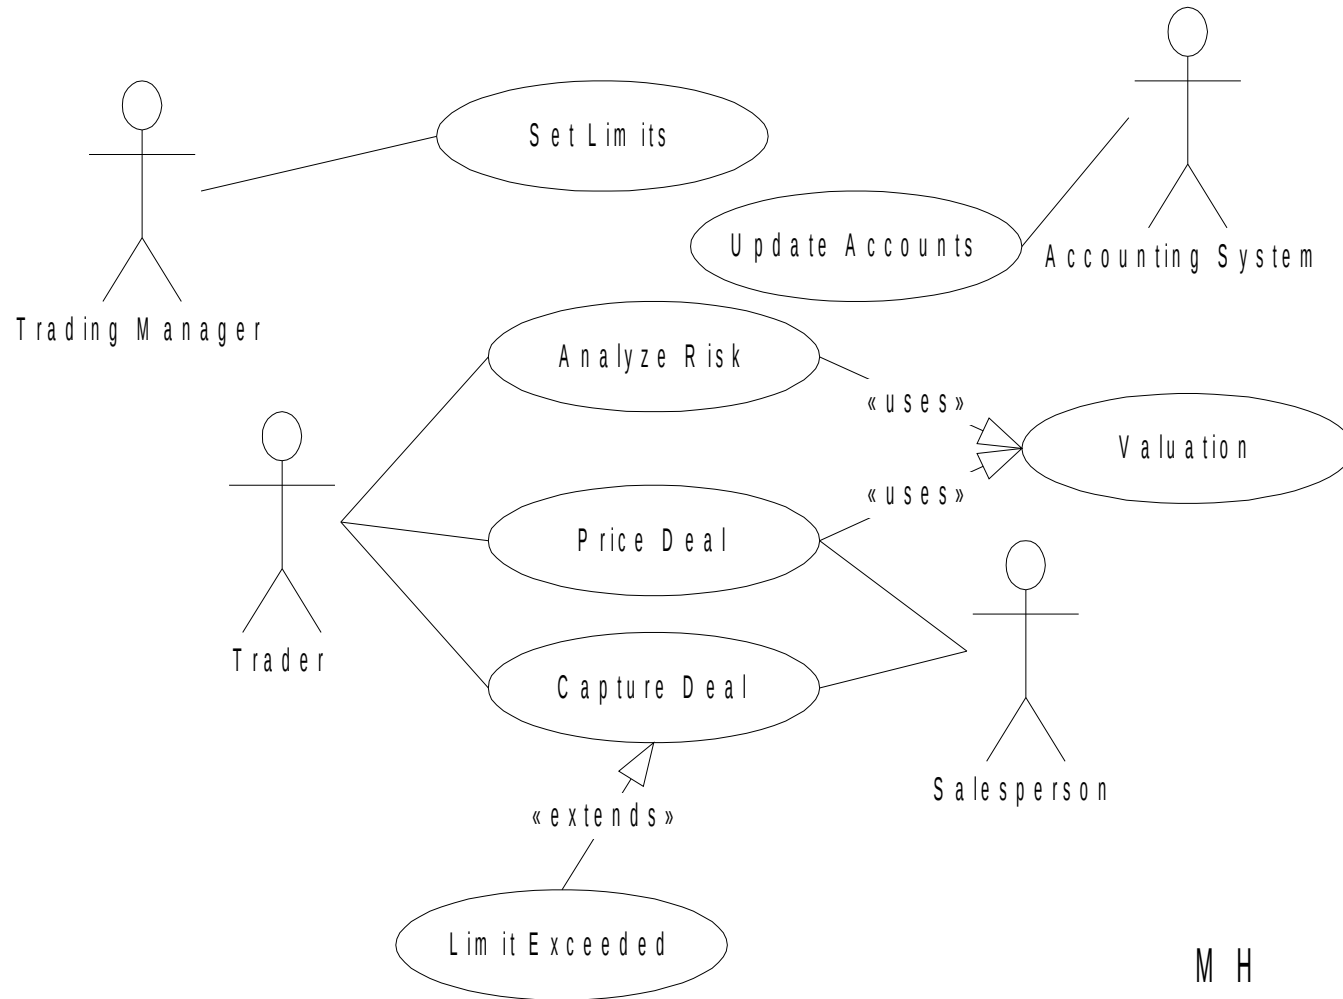 Set Limits
Update Accounts
Accounting System
Trading Manager
Analyze Risk
«uses»
Valuation
«uses»
Price Deal
Trader
Capture Deal
Salesperson
«extends»
Limit Exceeded
M H